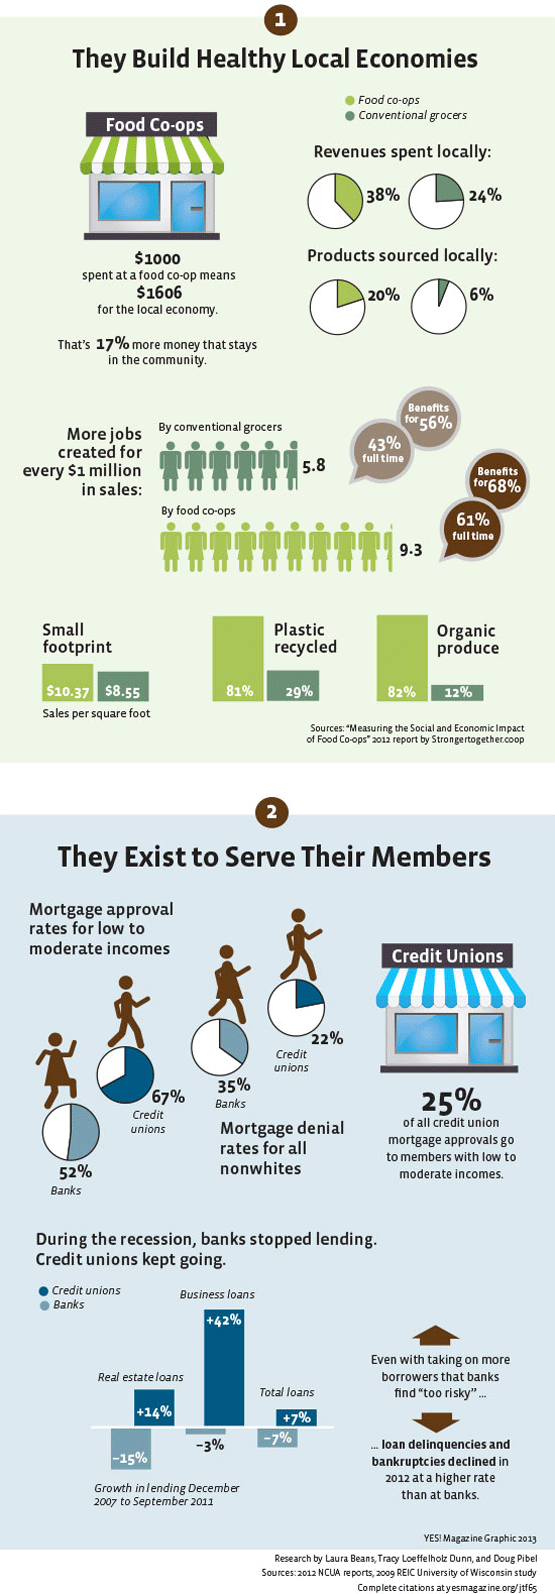 1
They Build Healthy Local Economies
Food Co-ops
$1000
spent at a food co-op means
$1606
for the local economy.
That's 17% more money that stays
in the community.
Food co-ops
Conventional grocers
Revenues spent locally:
38%
24%
Products sourced locally:
20%
6%
More jobs
created for
every $1 million
in sales:
By conventional grocers
5.8
43%
full time
Benefits
for 56%
By food co-ops
9.3
61%
full time
Benefits
for 68%
Small
footprint
$10.37
$8.55
Sales per square foot
Plastic
recycled
81%
29%
Organic
produce
82%
12%
Sources: “Measuring the Social and Economic Impact
of Food Co-ops” 2012 report by Strongertogether.coop
2
They Exist to Serve Their Members
Mortgage approval
rates for low to
moderate incomes
52%
Banks
67%
Credit
unions
35%
Banks
22%
Credit
unions
Mortgage denial
rates for all
nonwhites
Credit Unions
25%
of all credit union
mortgage approvals go
to members with low to
moderate incomes.
During the recession, banks stopped lending.
Credit unions kept going.
Credit unions
Banks
Real estate loans
+14%
−15%
Business loans
+42%
−3%
Total loans
+7%
−7%
Growth in lending December
2007 to September 2011
Even with taking on more
borrowers that banks
find “too risky” ...
... loan delinquencies and
bankruptcies declined in
2012 at a higher rate
than at banks.
YES! Magazine Graphic 2013
Research by Laura Beans, Tracy Loeffelholz Dunn, and Doug Pibel
Sources: 2012 NCUA reports, 2009 REIC University of Wisconsin study
Complete citations at yesmagazine.org/jtf65